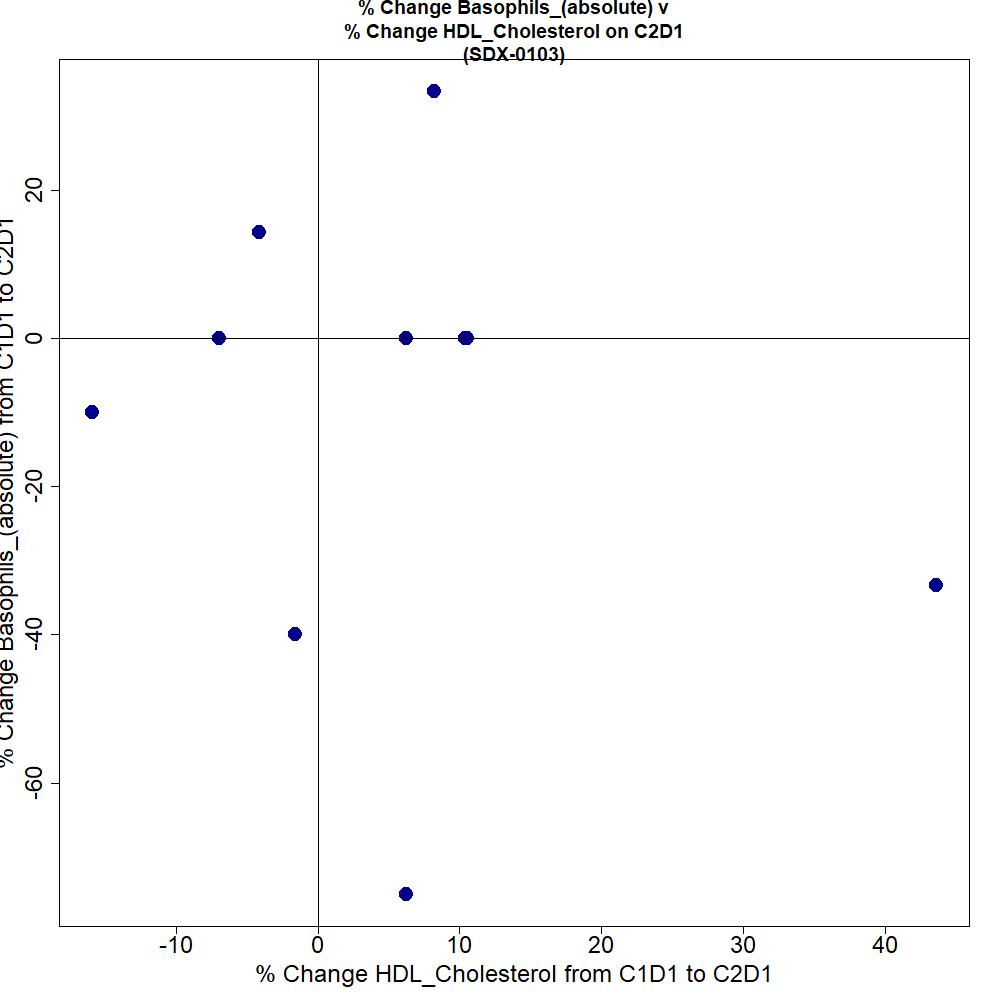 % Change Basophils_(absolute) v
% Change HDL_Cholesterol on C2D1
(SDX-0103)
% Change Basophils_(absolute) from C1D1 to C2D1
20
0
-20
-40
-60
-10
0
10
20
30
40
% Change HDL_Cholesterol from C1D1 to C2D1